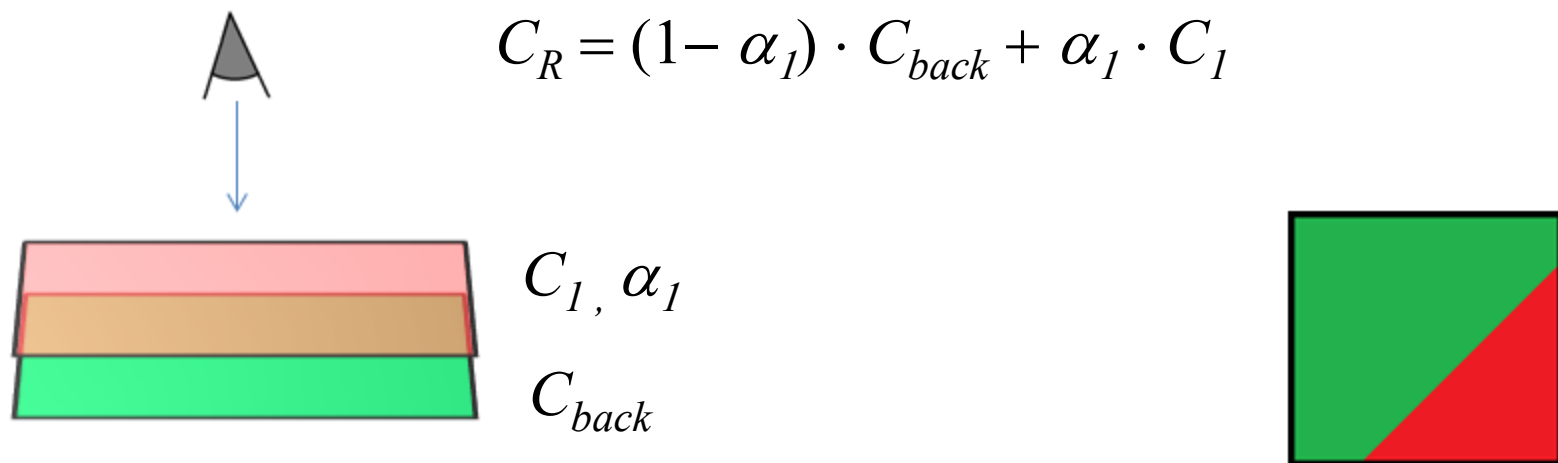 C_R = (1− α_1) · C_back + α_1 · C_1
C_1 , α_1
C_back